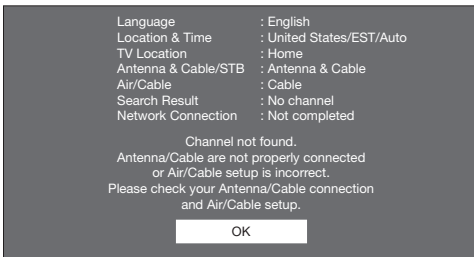 Language : English
Location & Time : United States/EST/Auto
TV Location : Home
Antenna & Cable/STB : Antenna & Cable
Air/Cable : Cable
Search Result : No channel
Network Connection : Not completed
Channel not found.
Antenna/Cable are not properly connected
or Air/Cable setup is incorrect.
Please check your Antenna/Cable connection
and Air/Cable setup.
OK